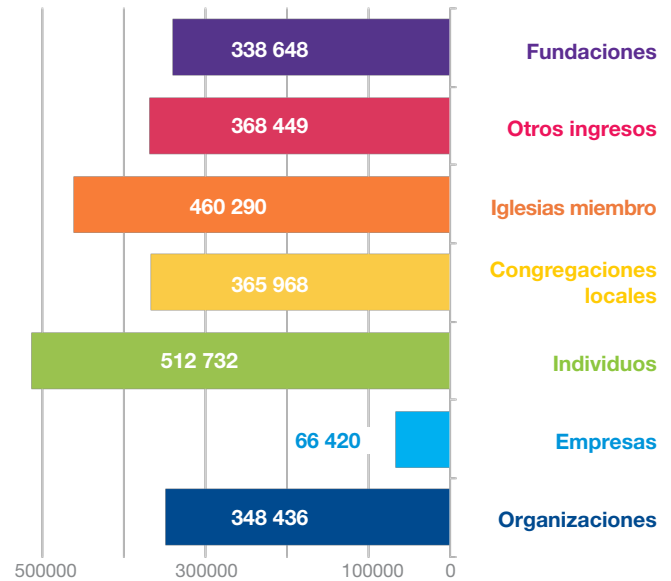 338 648 Fundaciones
368 449 Otros ingresos
460 290 Iglesias miembro
365 968 Congregaciones
locales
512 732 Individuos
66 420 Empresas
348 436 Organizaciones
500000 300000 100000 0